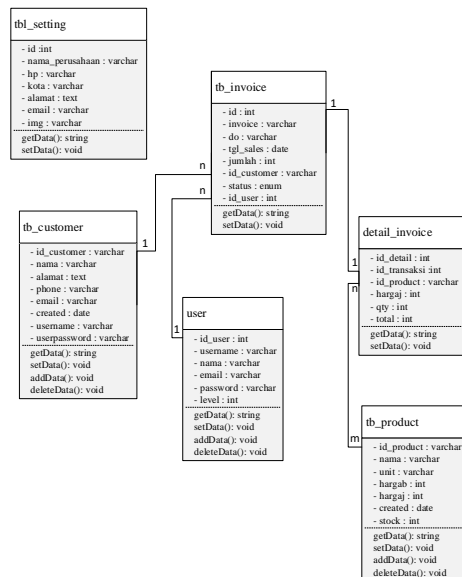 tbl_setting
- id :int
- nama_perusahaan : varchar
- hp : varchar
- kota : varchar
- alamat : text
- email : varchar
- img : varchar
getData(): string
setData(): void
tb_invoice
- id : int
- invoice : varchar
- do : varchar
- tgl_sales : date
- jumlah : int
- id_customer : varchar
- status : enum
- id_user : int
getData(): string
setData(): void
1
n
n
tb_customer
- id_customer : varchar
- nama : varchar
- alamat : text
- phone : varchar
- email : varchar
- created : date
- username : varchar
- userpassword : varchar
getData(): string
setData(): void
addData(): void
deleteData(): void
1
detail_invoice
- id_detail : int
- id_transaksi :int
- id_product : varchar
- hargaj : int
- qty : int
- total : int
getData(): string
setData(): void
1
n
user
- id_user : int
- username : varchar
- nama : varchar
- email : varchar
- password : varchar
- level : int
getData(): string
setData(): void
addData(): void
deleteData(): void
1
tb_product
- id_product : varchar
- nama : varchar
- unit : varchar
- hargab : int
- hargaj : int
- created : date
- stock : int
getData(): string
setData(): void
addData(): void
deleteData(): void
m